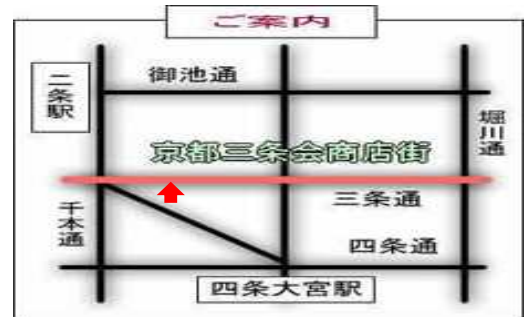 ご案内
御池通
二条駅
堀川通
京都三条会商店街
三条通
千本通
四条通
四条大宮駅